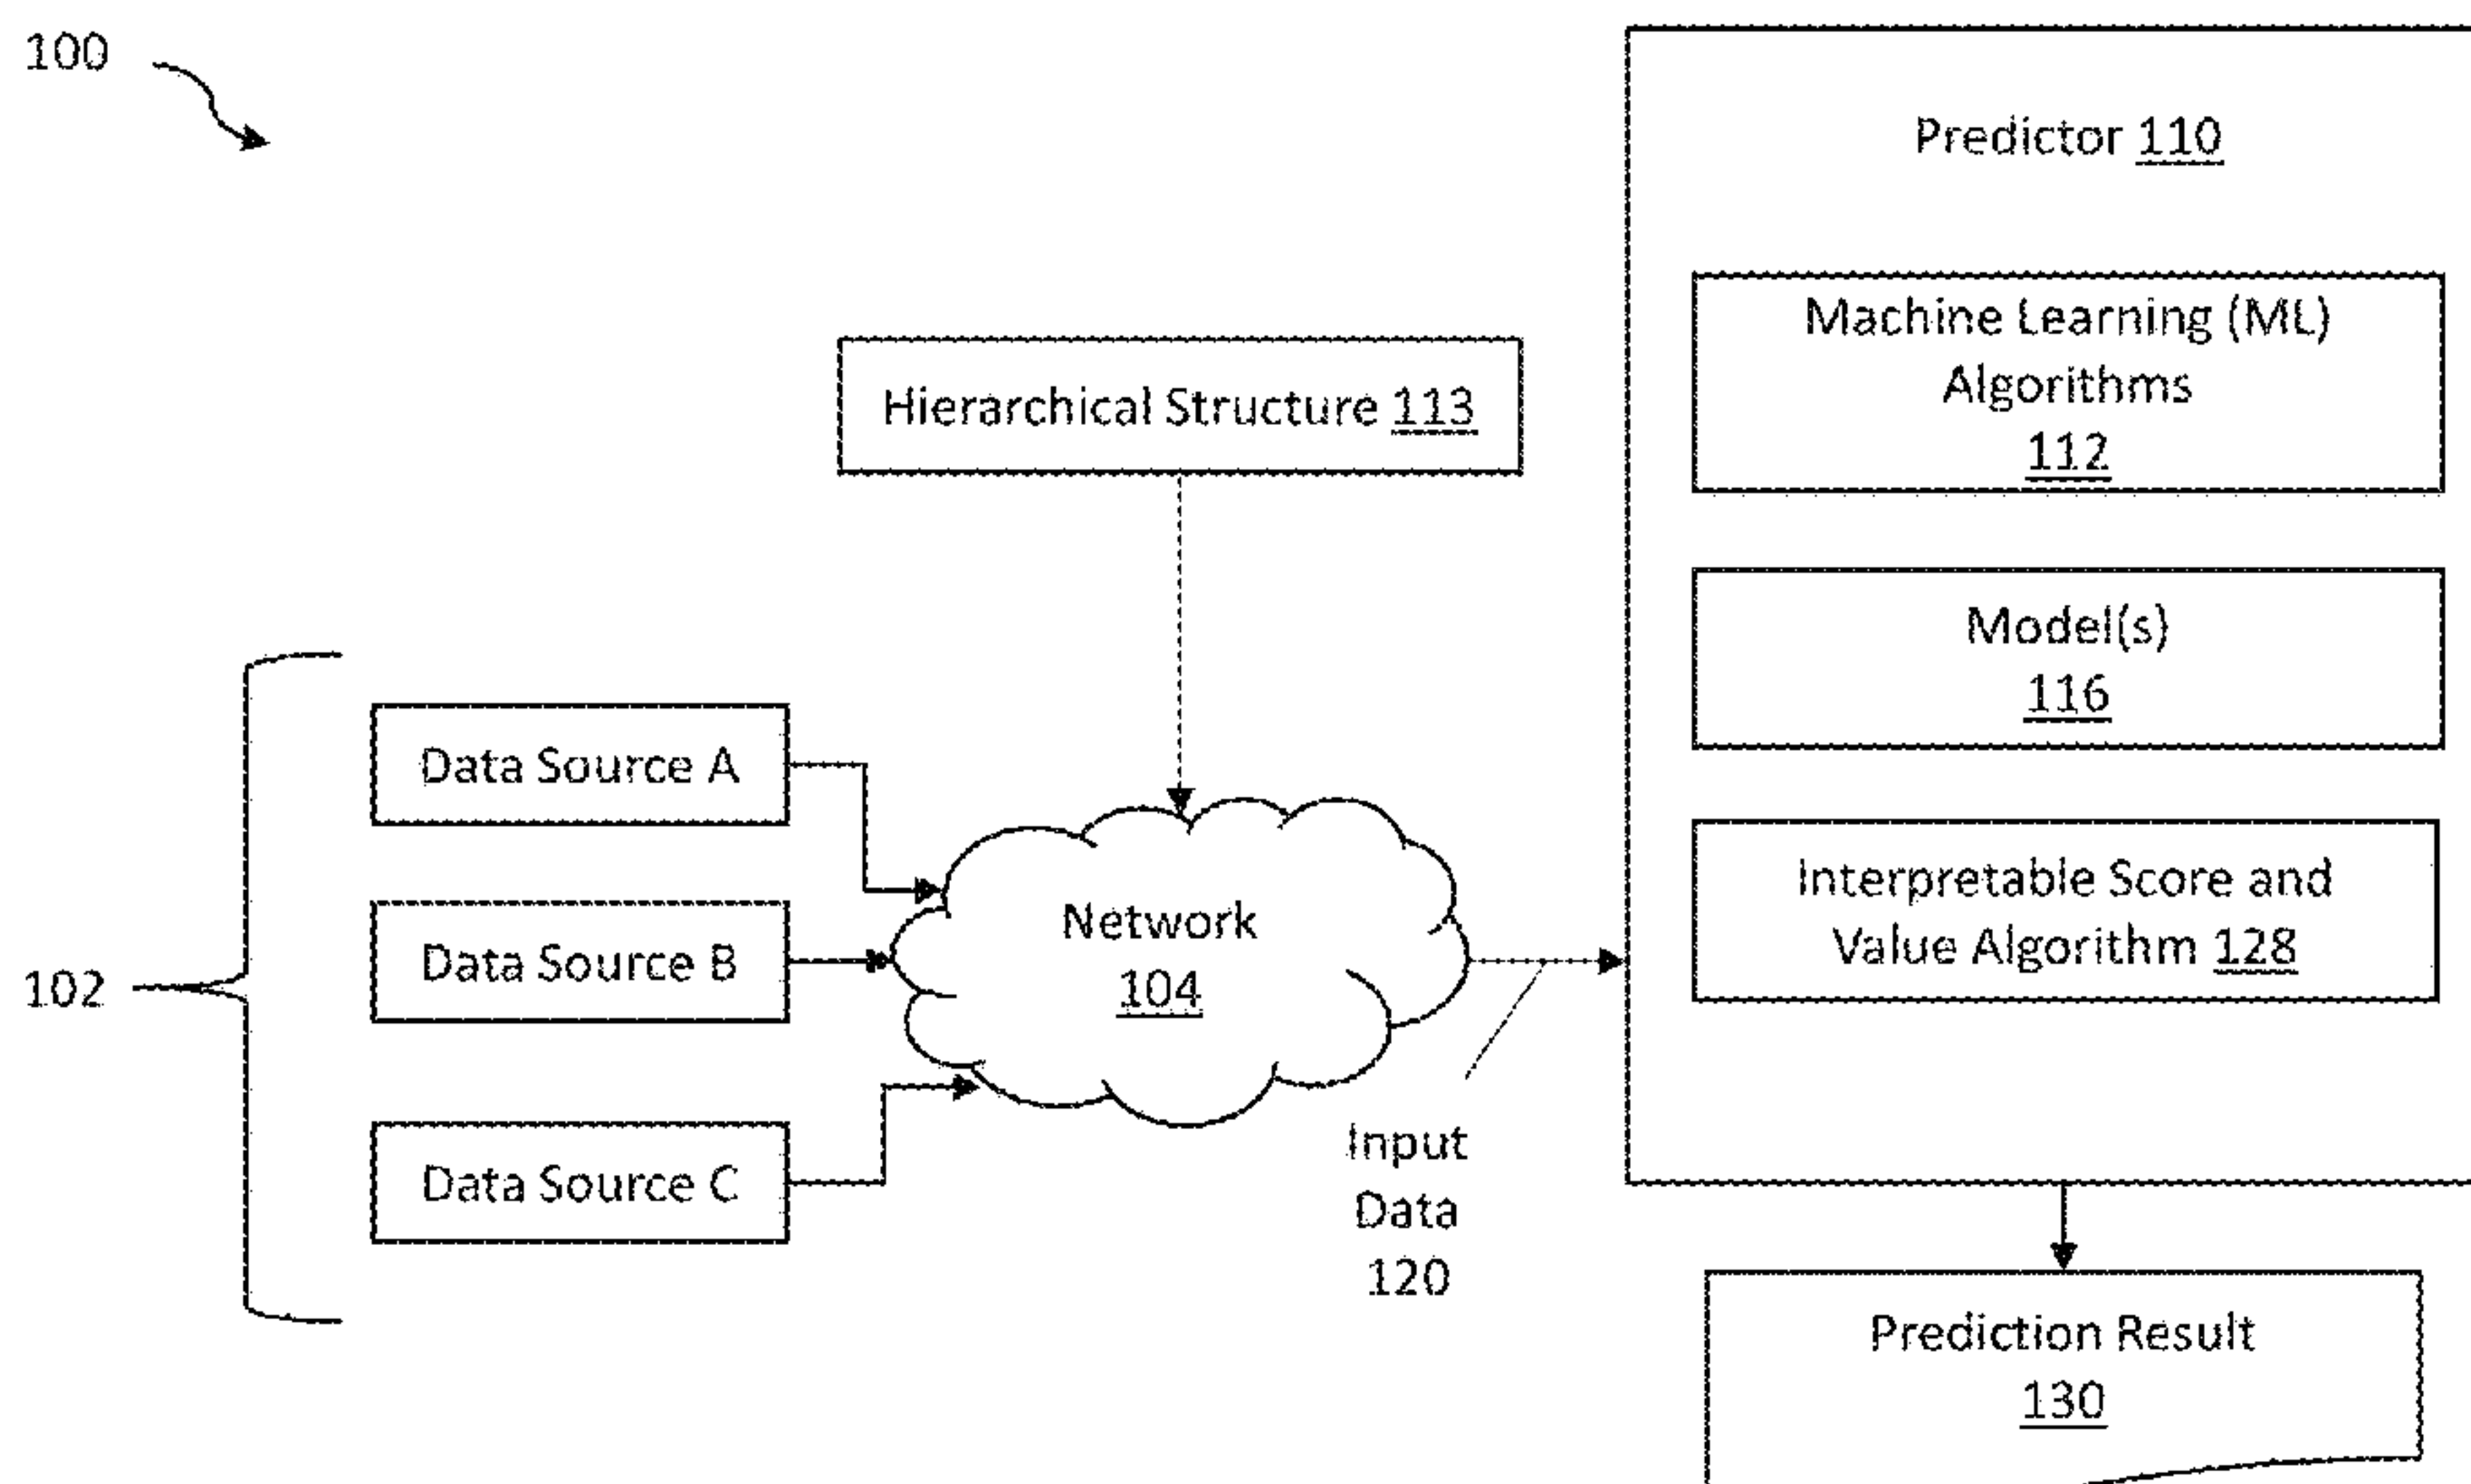 100
Predictor 110
Machine Learning (ML)
Algorithms
112
Hierarchical Structure 113
Model(s)
116
Data Source A
Interpretable Score and
Value Algorithm 128
Network
104
Data Source B
102
Data Source C
Input
Data
120
Prediction Result
130